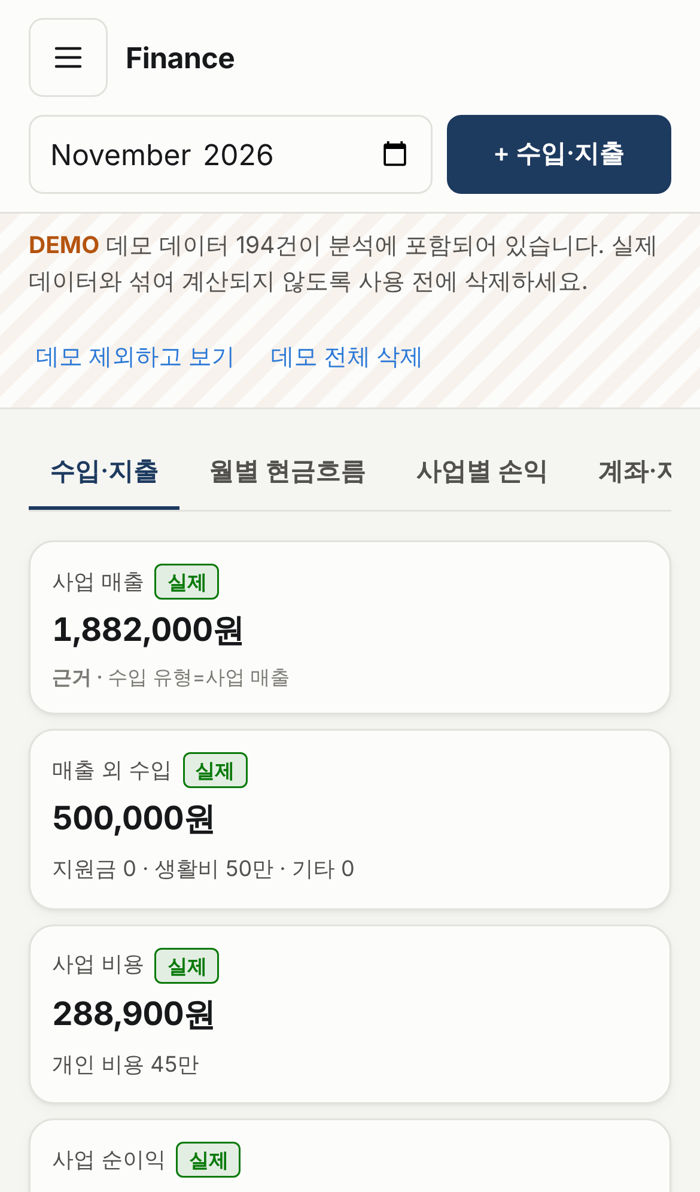 Finance
November 2026
+ 수입·지출
DEMO 데모 데이터 194건이 분석에 포함되어 있습니다. 실제
데이터와 섞여 계산되지 않도록 사용 전에 삭제하세요.
데모 제외하고 보기 데모 전체 삭제
수입·지출 월별 현금흐름 사업별 손익 계좌·
사업 매출 실제
1,882,000원
근거 · 수입 유형=사업 매출
매출 외 수입 실제
500,000원
지원금 0 · 생활비 50만 · 기타 0
사업 비용 실제
288,900원
개인 비용 45만
사업 순이익 실제